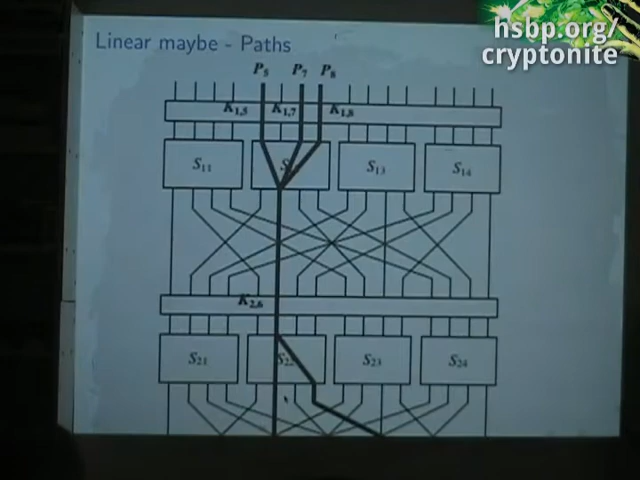 hsbp.org/
cryptonite
Linear maybe - Paths
P5 P7 P8
K1,5 K1,7 K1,8
S11 S13 S14
K2,6
S21 S22 S23 S24